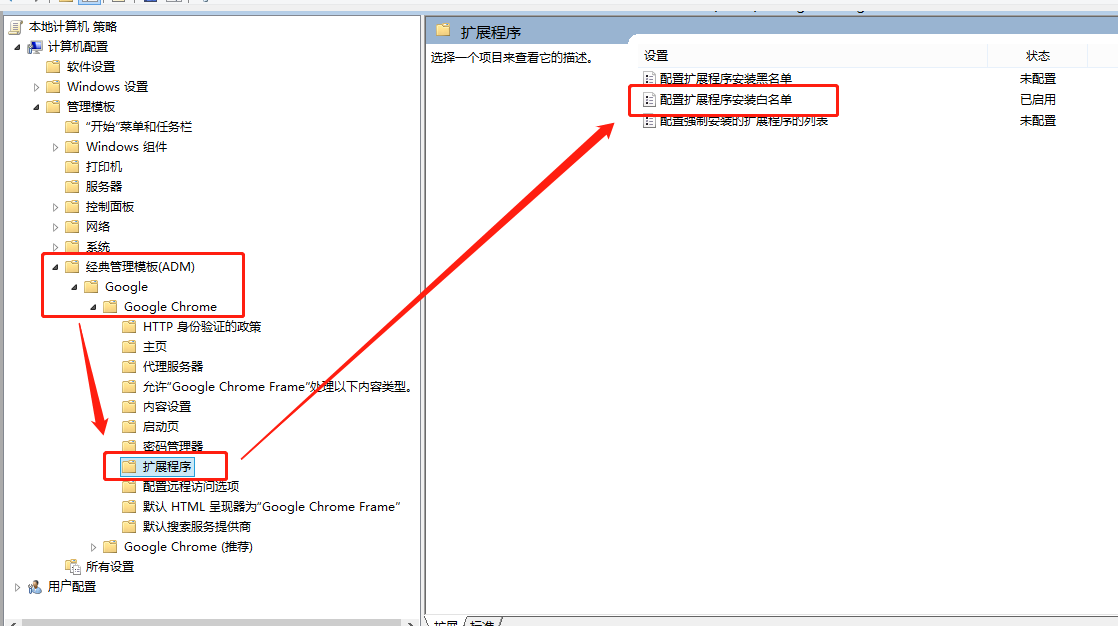 本地计算机 策略
计算机配置
软件设置
Windows 设置
管理模板
"开始"菜单和任务栏
Windows 组件
打印机
服务器
控制面板
网络
系统
经典管理模板(ADM)
Google
Google Chrome
HTTP 身份验证的政策
主页
代理服务器
允许"Google Chrome Frame"处理以下内容类型。
内容设置
启动页
密码管理器
扩展程序
配置远程访问选项
默认 HTML 呈现器为"Google Chrome Frame"
默认搜索服务提供商
Google Chrome (推荐)
所有设置
用户配置
扩展程序
选择一个项目来查看它的描述。
设置 状态
配置扩展程序安装黑名单 未配置
配置扩展程序安装白名单 已启用
配置强制安装的扩展程序的列表 未配置
扩展 标准